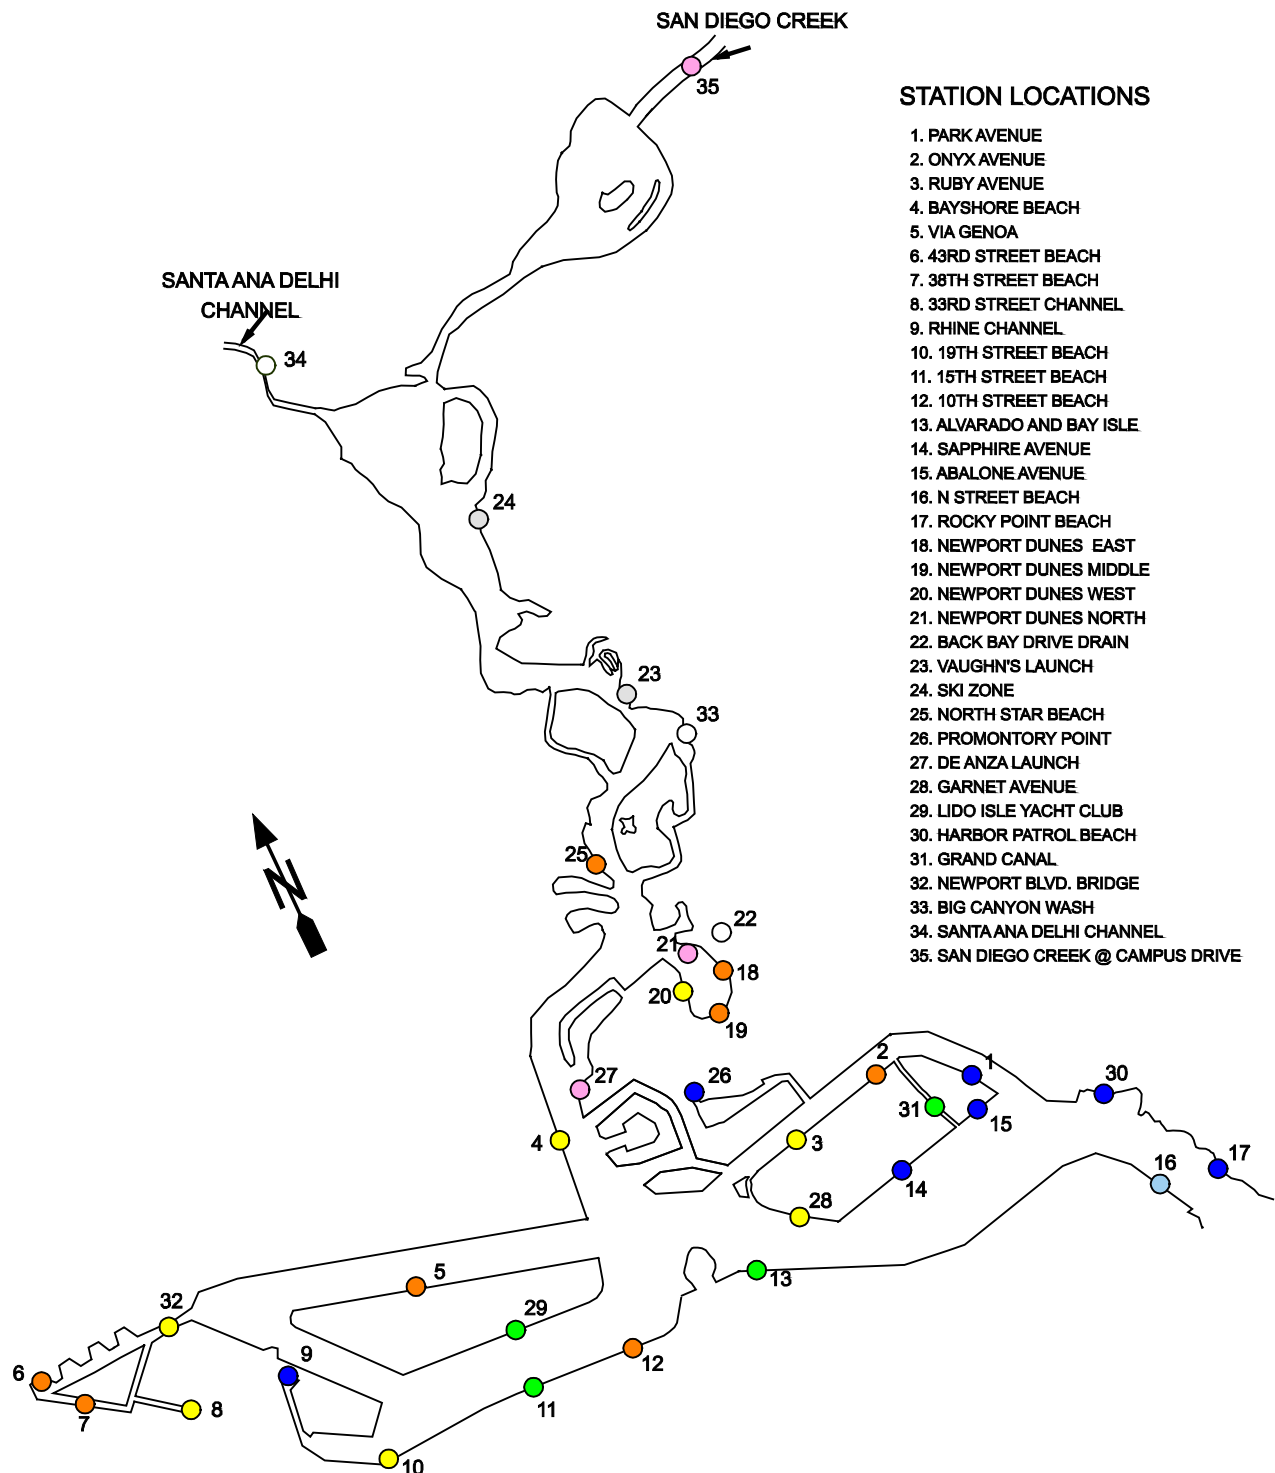 SAN DIEGO CREEK
35
STATION LOCATIONS
1. PARK AVENUE
2. ONYX AVENUE
3. RUBY AVENUE
4. BAYSHORE BEACH
5. VIA GENOA
6. 43RD STREET BEACH
7. 38TH STREET BEACH
8. 33RD STREET CHANNEL
9. RHINE CHANNEL
10. 19TH STREET BEACH
11. 15TH STREET BEACH
12. 10TH STREET BEACH
13. ALVARADO AND BAY ISLE
14. SAPPHIRE AVENUE
15. ABALONE AVENUE
16. N STREET BEACH
17. ROCKY POINT BEACH
18. NEWPORT DUNES EAST
19. NEWPORT DUNES MIDDLE
20. NEWPORT DUNES WEST
21. NEWPORT DUNES NORTH
22. BACK BAY DRIVE DRAIN
23. VAUGHN'S LAUNCH
24. SKI ZONE
25. NORTH STAR BEACH
26. PROMONTORY POINT
27. DE ANZA LAUNCH
28. GARNET AVENUE
29. LIDO ISLE YACHT CLUB
30. HARBOR PATROL BEACH
31. GRAND CANAL
32. NEWPORT BLVD. BRIDGE
33. BIG CANYON WASH
34. SANTA ANA DELHI CHANNEL
35. SAN DIEGO CREEK @ CAMPUS DRIVE
SANTA ANA DELHI
CHANNEL
34
24
23
33
N
25
22
21
18
20
19
2
1
27
26
30
31
15
4
3
17
16
14
28
5
13
32
29
9
12
6
11
8
7
10